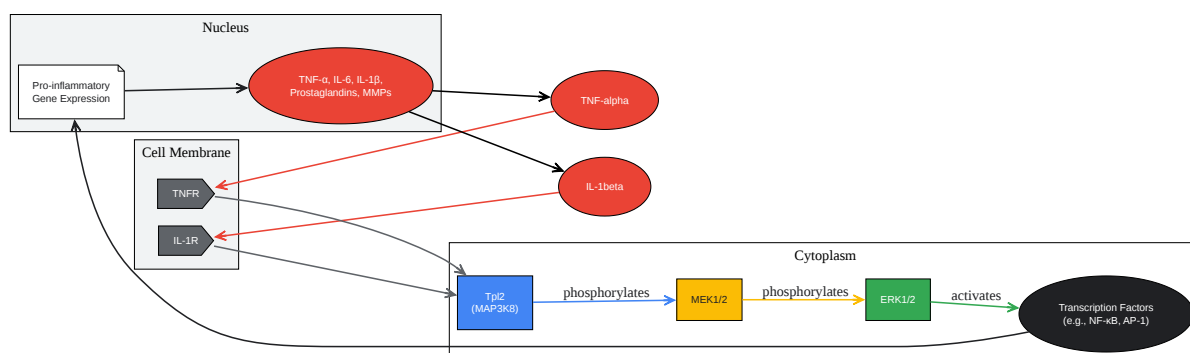 Nucleus
Pro-inflammatory
Gene Expression
TNF-α, IL-6, IL-1β,
Prostaglandins, MMPs
TNF-alpha
IL-1beta
Cell Membrane
TNFR
IL-1R
Cytoplasm
Tpl2
(MAP3K8)
phosphorylates
MEK1/2
phosphorylates
ERK1/2
activates
Transcription Factors
(e.g., NF-κB, AP-1)